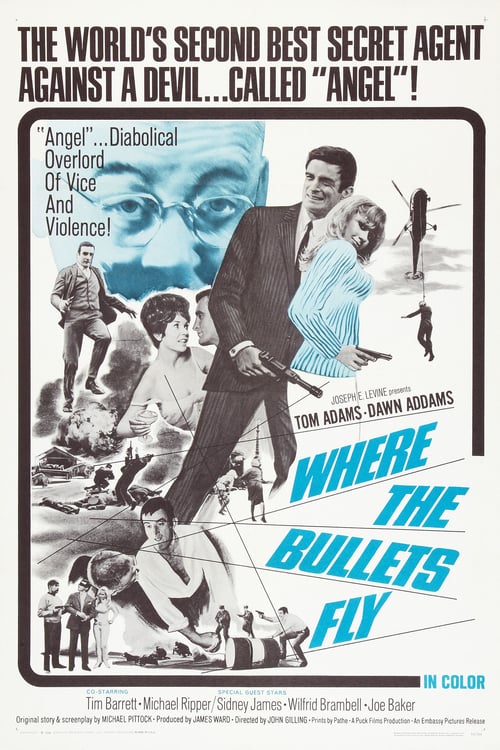 THE WORLD'S SECOND BEST SECRET AGENT
AGAINST A DEVIL...CALLED "ANGEL"!
"Angel"...Diabolical
Overlord
Of Vice
And
Violence!
JOSEPH E. LEVINE presents
TOM ADAMS · DAWN ADDAMS
WHERE
THE
BULLETS
FLY
IN COLOR
CO-STARRING
SPECIAL GUEST STARS
Tim Barrett · Michael Ripper/Sidney James · Wilfrid Brambell · Joe Baker
Original story & screenplay by MICHAEL PITTOCK · Produced by JAMES WARD · Directed by JOHN GILLING · Prints by Pathe · A Puck Films Production · An Embassy Pictures Release